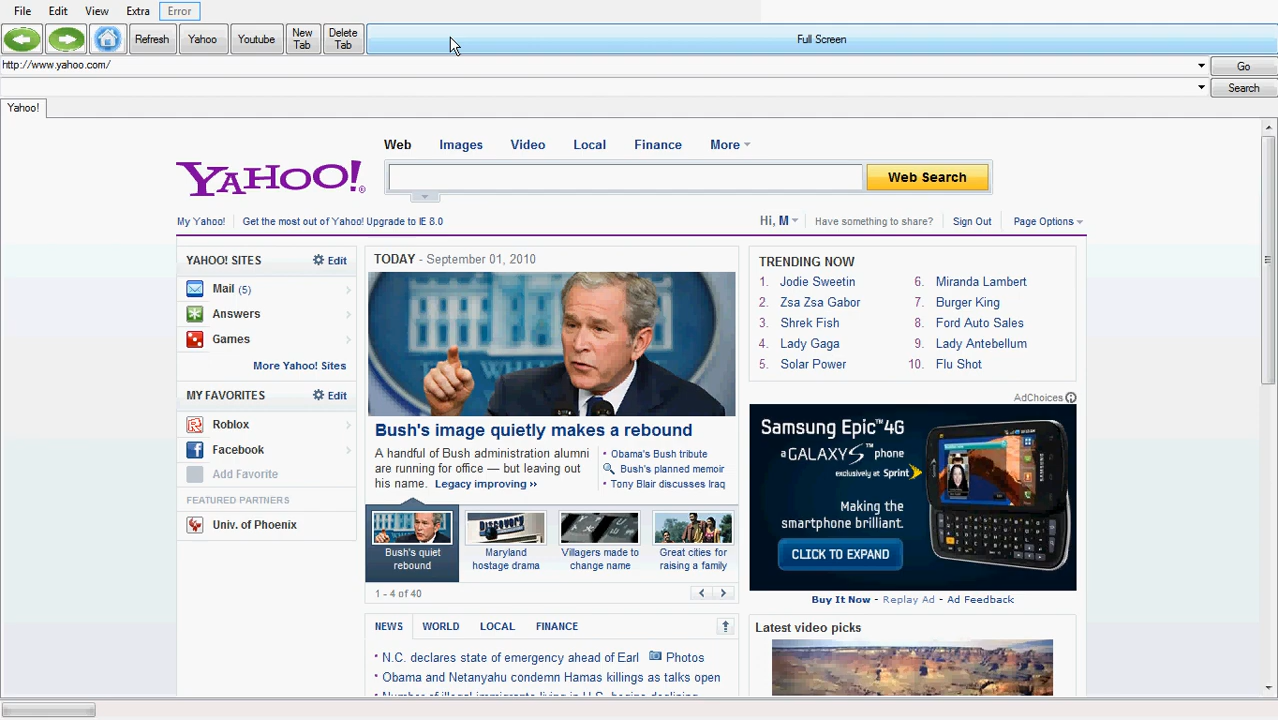 File Edit View Extra Error
Refresh Yahoo Youtube New Tab Delete Tab Full Screen
http://www.yahoo.com/ Go
Search
Yahoo!
Web Images Video Local Finance More
YAHOO! Web Search
My Yahoo! Get the most out of Yahoo! Upgrade to IE 8.0 Hi, M Have something to share? Sign Out Page Options
YAHOO! SITES Edit
Mail (5)
Answers
Games
More Yahoo! Sites
MY FAVORITES Edit
Roblox
Facebook
Add Favorite
FEATURED PARTNERS
Univ. of Phoenix
TODAY - September 01, 2010
Bush's image quietly makes a rebound
A handful of Bush administration alumni
are running for office — but leaving out
his name. Legacy improving »
• Obama's Bush tribute
Bush's planned memoir
• Tony Blair discusses Iraq
Bush's quiet
rebound
Maryland
hostage drama
Villagers made to
change name
Great cities for
raising a family
1 - 4 of 40
NEWS WORLD LOCAL FINANCE
• N.C. declares state of emergency ahead of Earl Photos
• Obama and Netanyahu condemn Hamas killings as talks open
TRENDING NOW
1. Jodie Sweetin
2. Zsa Zsa Gabor
3. Shrek Fish
4. Lady Gaga
5. Solar Power
6. Miranda Lambert
7. Burger King
8. Ford Auto Sales
9. Lady Antebellum
10. Flu Shot
AdChoices
Samsung Epic™4G
a GALAXY S™ phone
exclusively at Sprint
Making the
smartphone brilliant.
CLICK TO EXPAND
Buy It Now - Replay Ad - Ad Feedback
Latest video picks